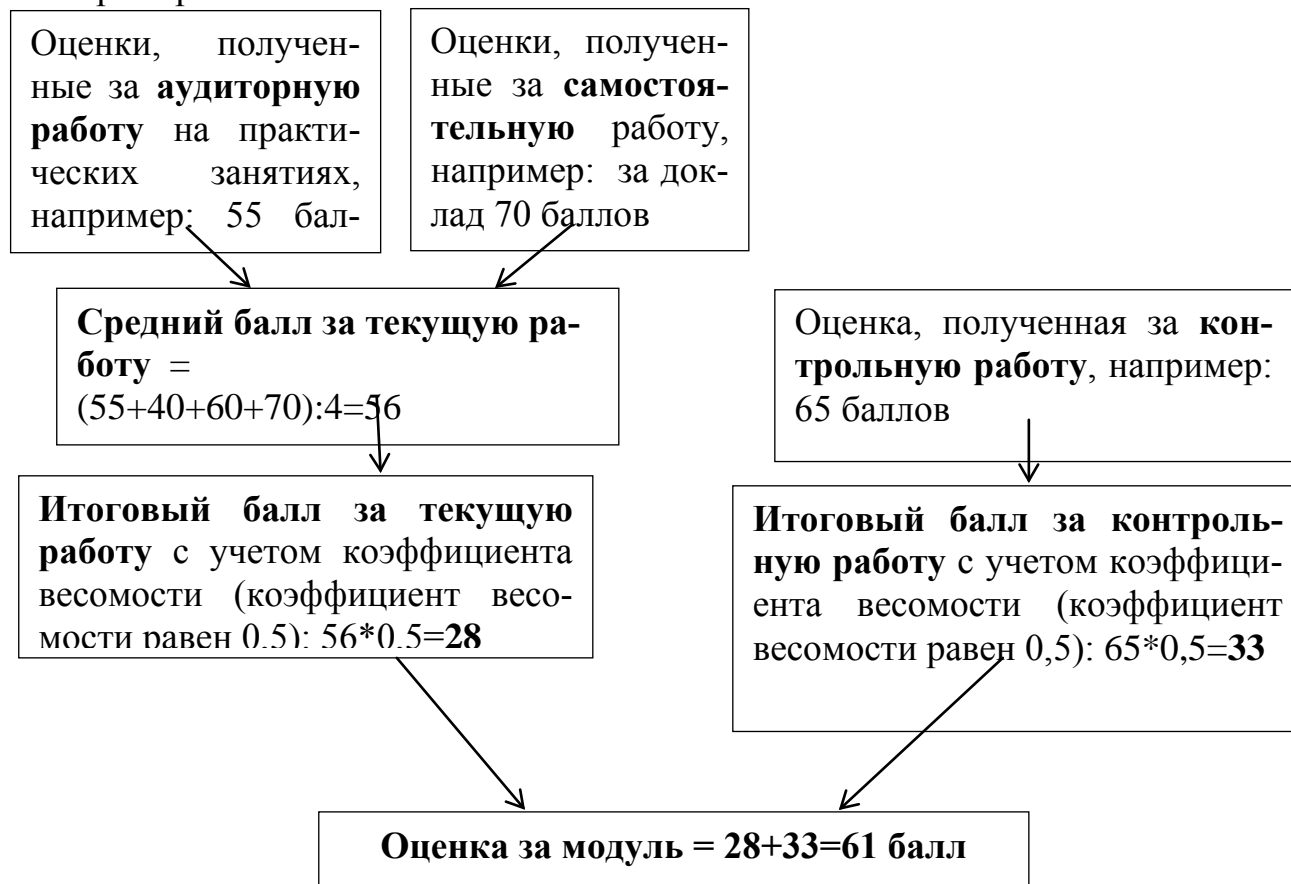 Оценки, получен-
ные за аудиторную
работу на практи-
ческих занятиях,
например: 55 бал-
Оценки, получен-
ные за самостоя-
тельную работу,
например: за док-
лад 70 баллов
Средний балл за текущую ра-
боту =
(55+40+60+70):4=56
Оценка, полученная за кон-
трольную работу, например:
65 баллов
Итоговый балл за текущую
работу с учетом коэффициента
весомости (коэффициент весо-
мости равен 0,5): 56*0,5=28
Итоговый балл за контроль-
ную работу с учетом коэффици-
ента весомости (коэффициент
весомости равен 0,5): 65*0,5=33
Оценка за модуль = 28+33=61 балл